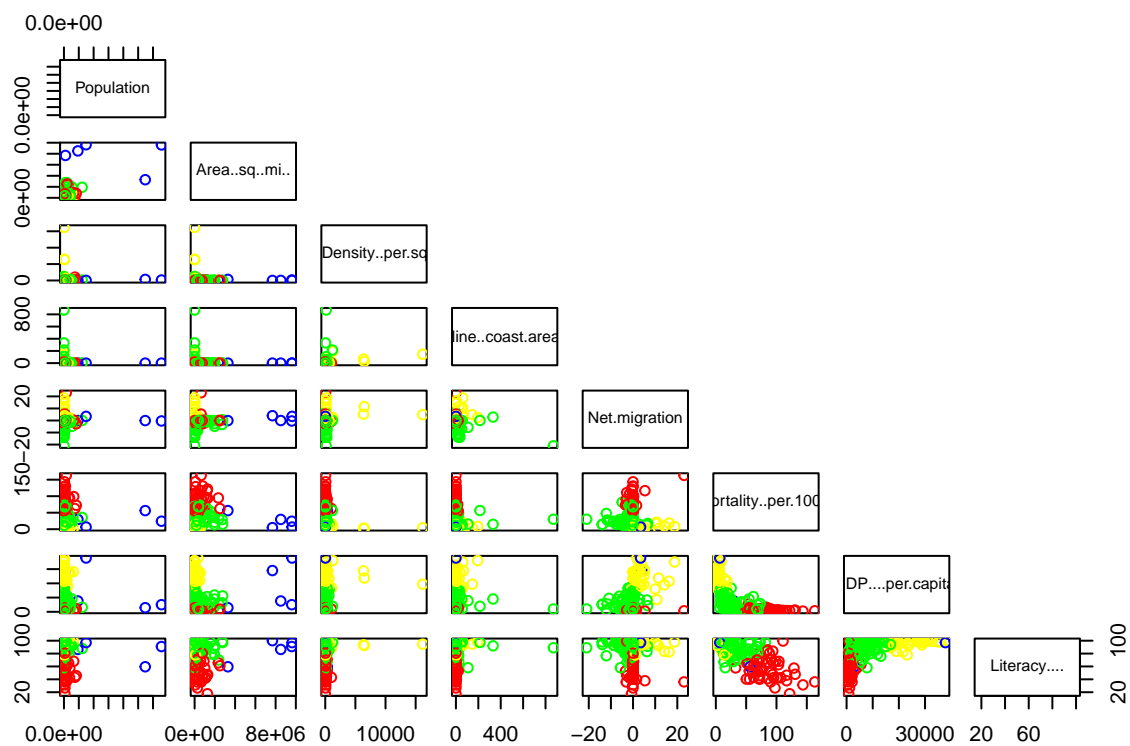 0.0e+00
Population
0.0e+00
Area..sq..mi..
0e+00 0.0
Density..per.sq
0
line..coast.area
0 800
Net.migration
−20 20
ortality..per.100
0 150
DP....per.capita
0
Literacy....
20 100
20 100
0.0e+00 0e+00 8e+06 0 10000 0 400 −20 20 0 100 0 30000 20 60